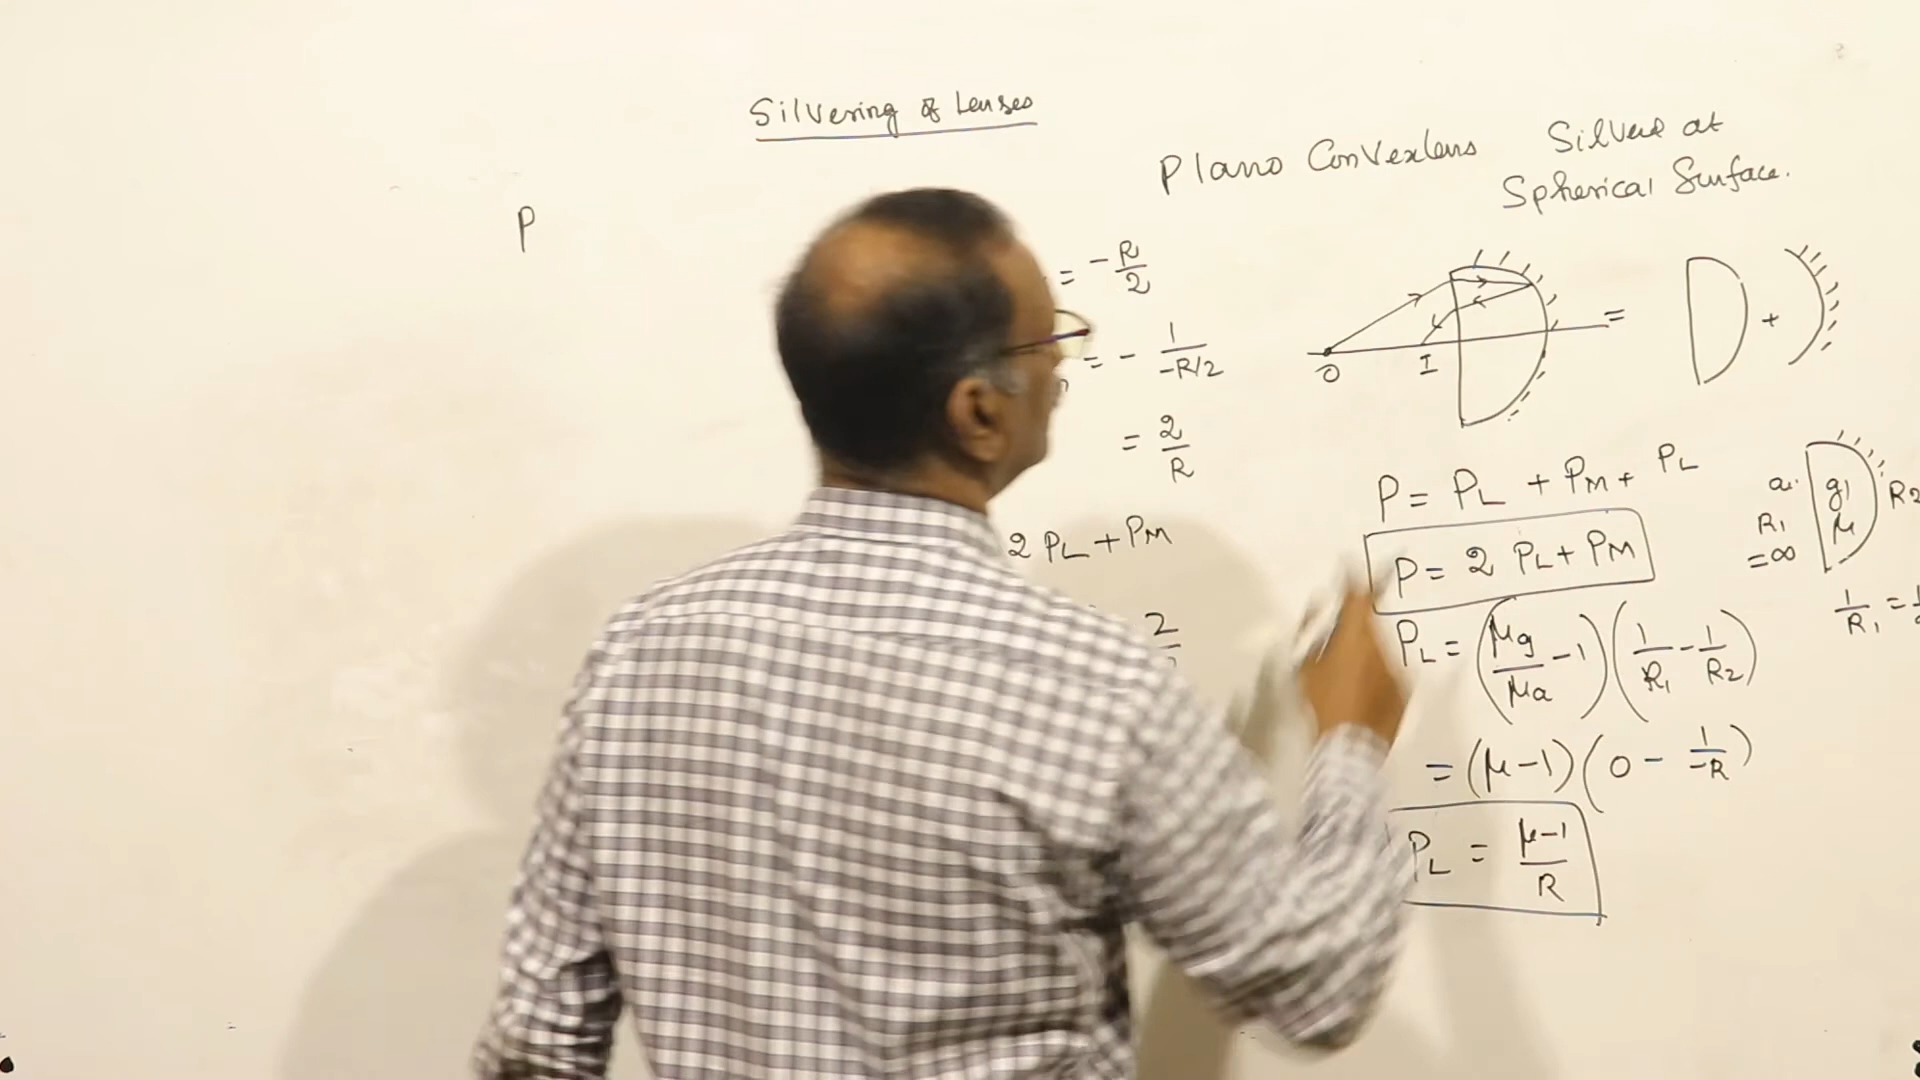 Silvering of Lenses
Plano Convexlens Silverd at
Spherical Surface.
P
= -R/2
= - 1/-R/2
= 2/R
2 PL + PM
2
O I = +
P = PL + PM + PL
P = 2 PL + PM
PL = (μg/μa - 1) (1/R1 - 1/R2)
= (μ-1) (0 - 1/-R)
PL = μ-1/R
a. g1 R2
R1 μ
=∞
1/R1 =